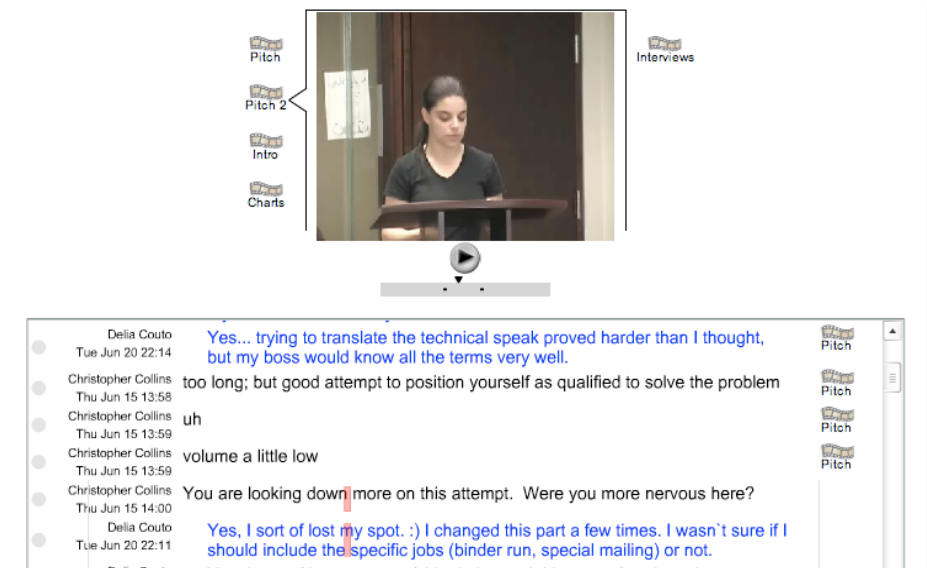 Pitch
Interviews
Pitch 2
Intro
Charts
Delia Couto
Tue Jun 20 22:14
Yes... trying to translate the technical speak proved harder than I thought,
but my boss would know all the terms very well.
Pitch
Christopher Collins
Thu Jun 15 13:58
too long; but good attempt to position yourself as qualified to solve the problem
Pitch
Christopher Collins
Thu Jun 15 13:59
uh
Pitch
Christopher Collins
Thu Jun 15 13:59
volume a little low
Pitch
Christopher Collins
Thu Jun 15 14:00
You are looking down more on this attempt. Were you more nervous here?
Delia Couto
Tue Jun 20 22:11
Yes, I sort of lost my spot. :) I changed this part a few times. I wasn`t sure if I
should include the specific jobs (binder run, special mailing) or not.